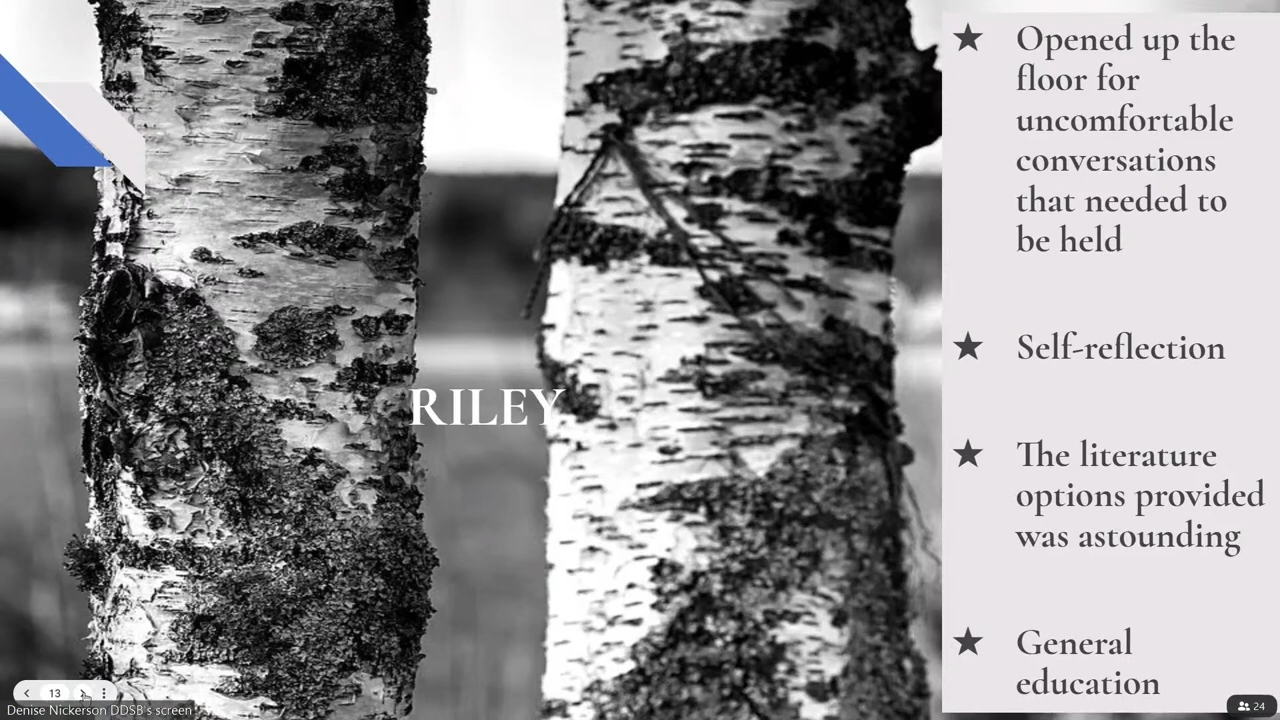 RILEY
★ Opened up the
floor for
uncomfortable
conversations
that needed to
be held
★ Self-reflection
★ The literature
options provided
was astounding
★ General
education
13
Denise Nickerson DDSB's screen
24